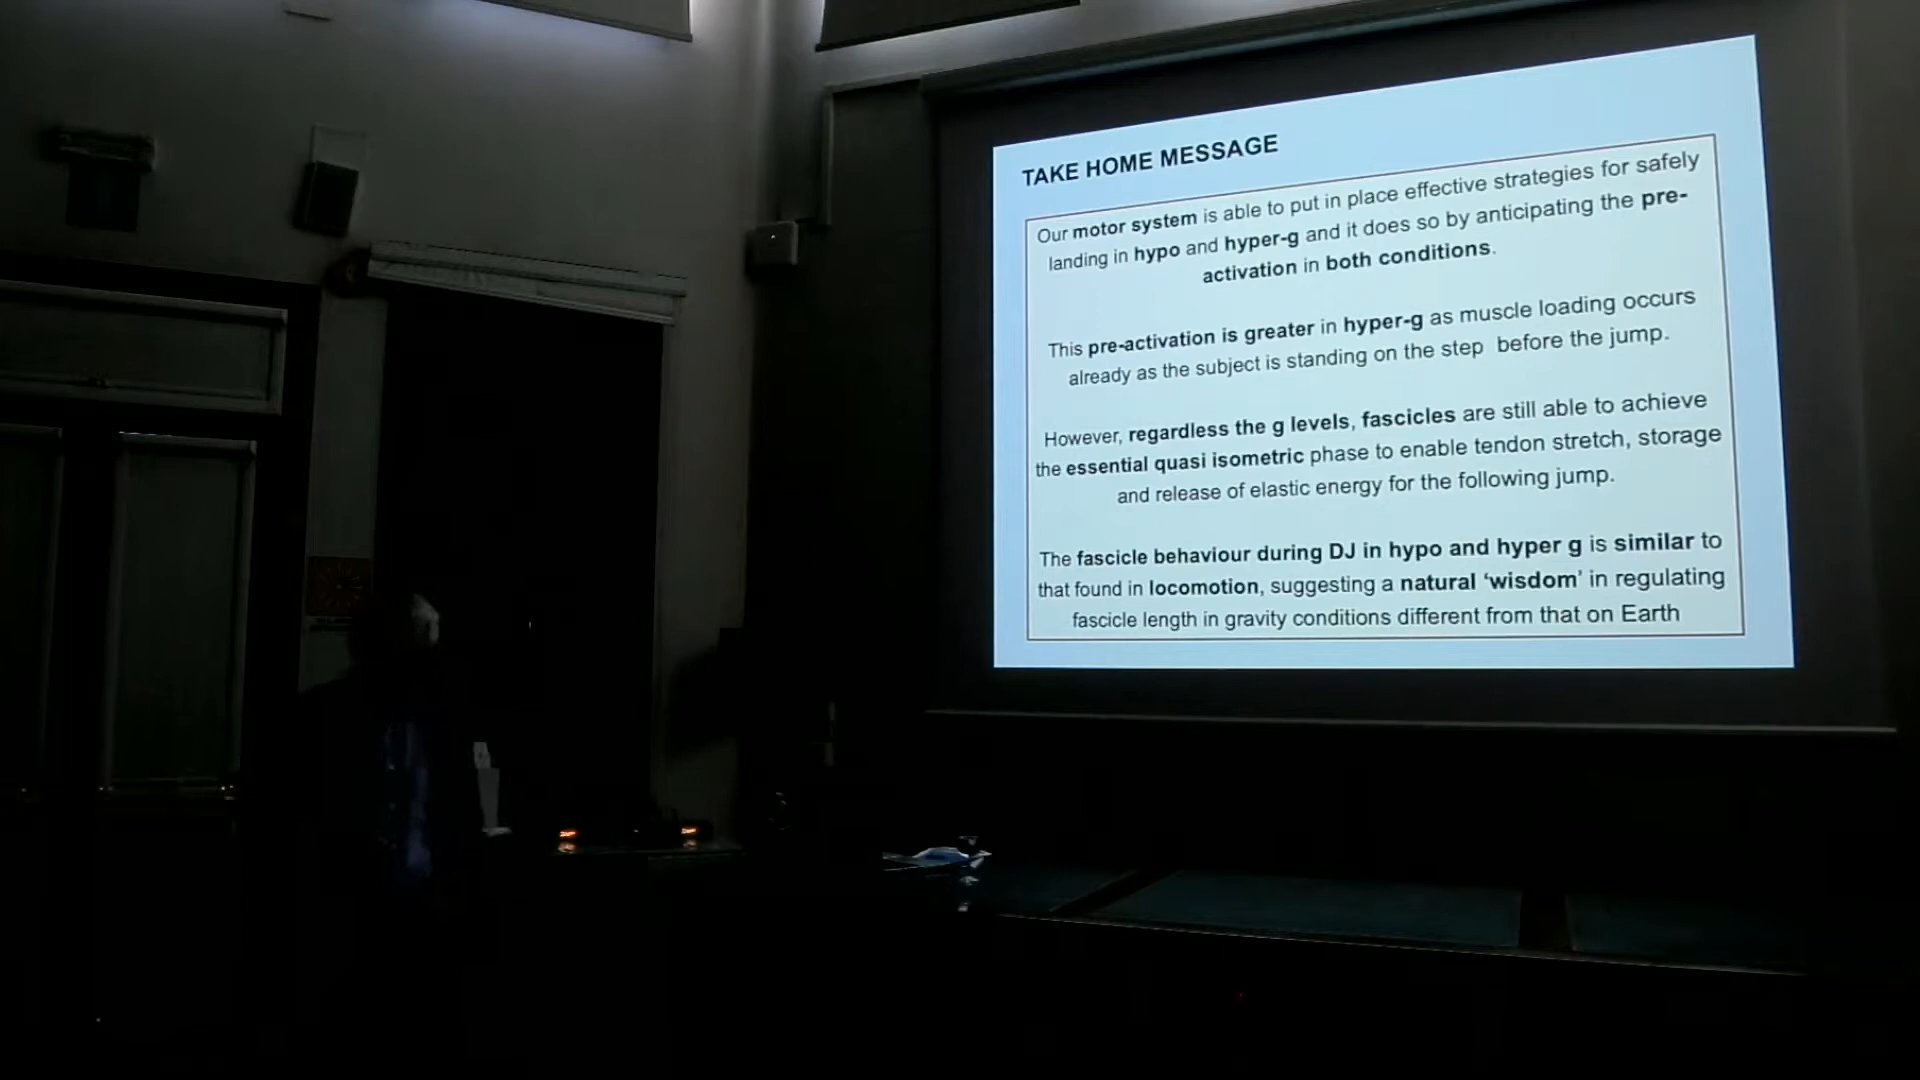 TAKE HOME MESSAGE
Our motor system is able to put in place effective strategies for safely
landing in hypo and hyper-g and it does so by anticipating the pre-
activation in both conditions.
This pre-activation is greater in hyper-g as muscle loading occurs
already as the subject is standing on the step before the jump.
However, regardless the g levels, fascicles are still able to achieve
the essential quasi isometric phase to enable tendon stretch, storage
and release of elastic energy for the following jump.
The fascicle behaviour during DJ in hypo and hyper g is similar to
that found in locomotion, suggesting a natural ‘wisdom’ in regulating
fascicle length in gravity conditions different from that on Earth